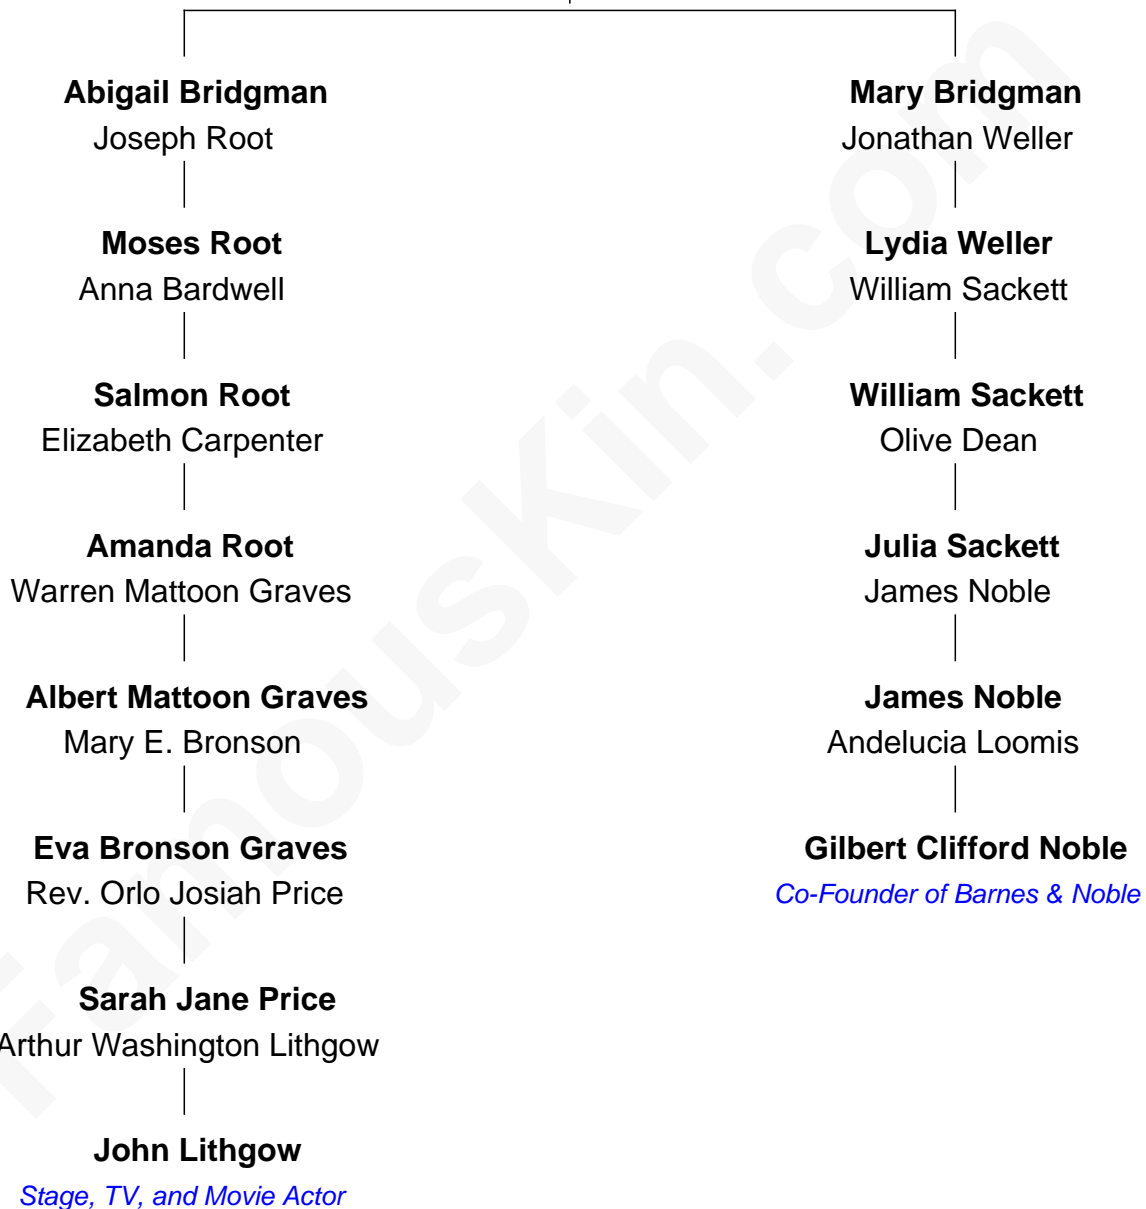 Abigail Bridgman
Joseph Root
Mary Bridgman
Jonathan Weller
Moses Root
Anna Bardwell
Lydia Weller
William Sackett
Salmon Root
Elizabeth Carpenter
William Sackett
Olive Dean
Amanda Root
Warren Mattoon Graves
Julia Sackett
James Noble
Albert Mattoon Graves
Mary E. Bronson
James Noble
Andelucia Loomis
Eva Bronson Graves
Rev. Orlo Josiah Price
Gilbert Clifford Noble
Co-Founder of Barnes & Noble
Sarah Jane Price
Arthur Washington Lithgow
John Lithgow
Stage, TV, and Movie Actor
FamousKin.com